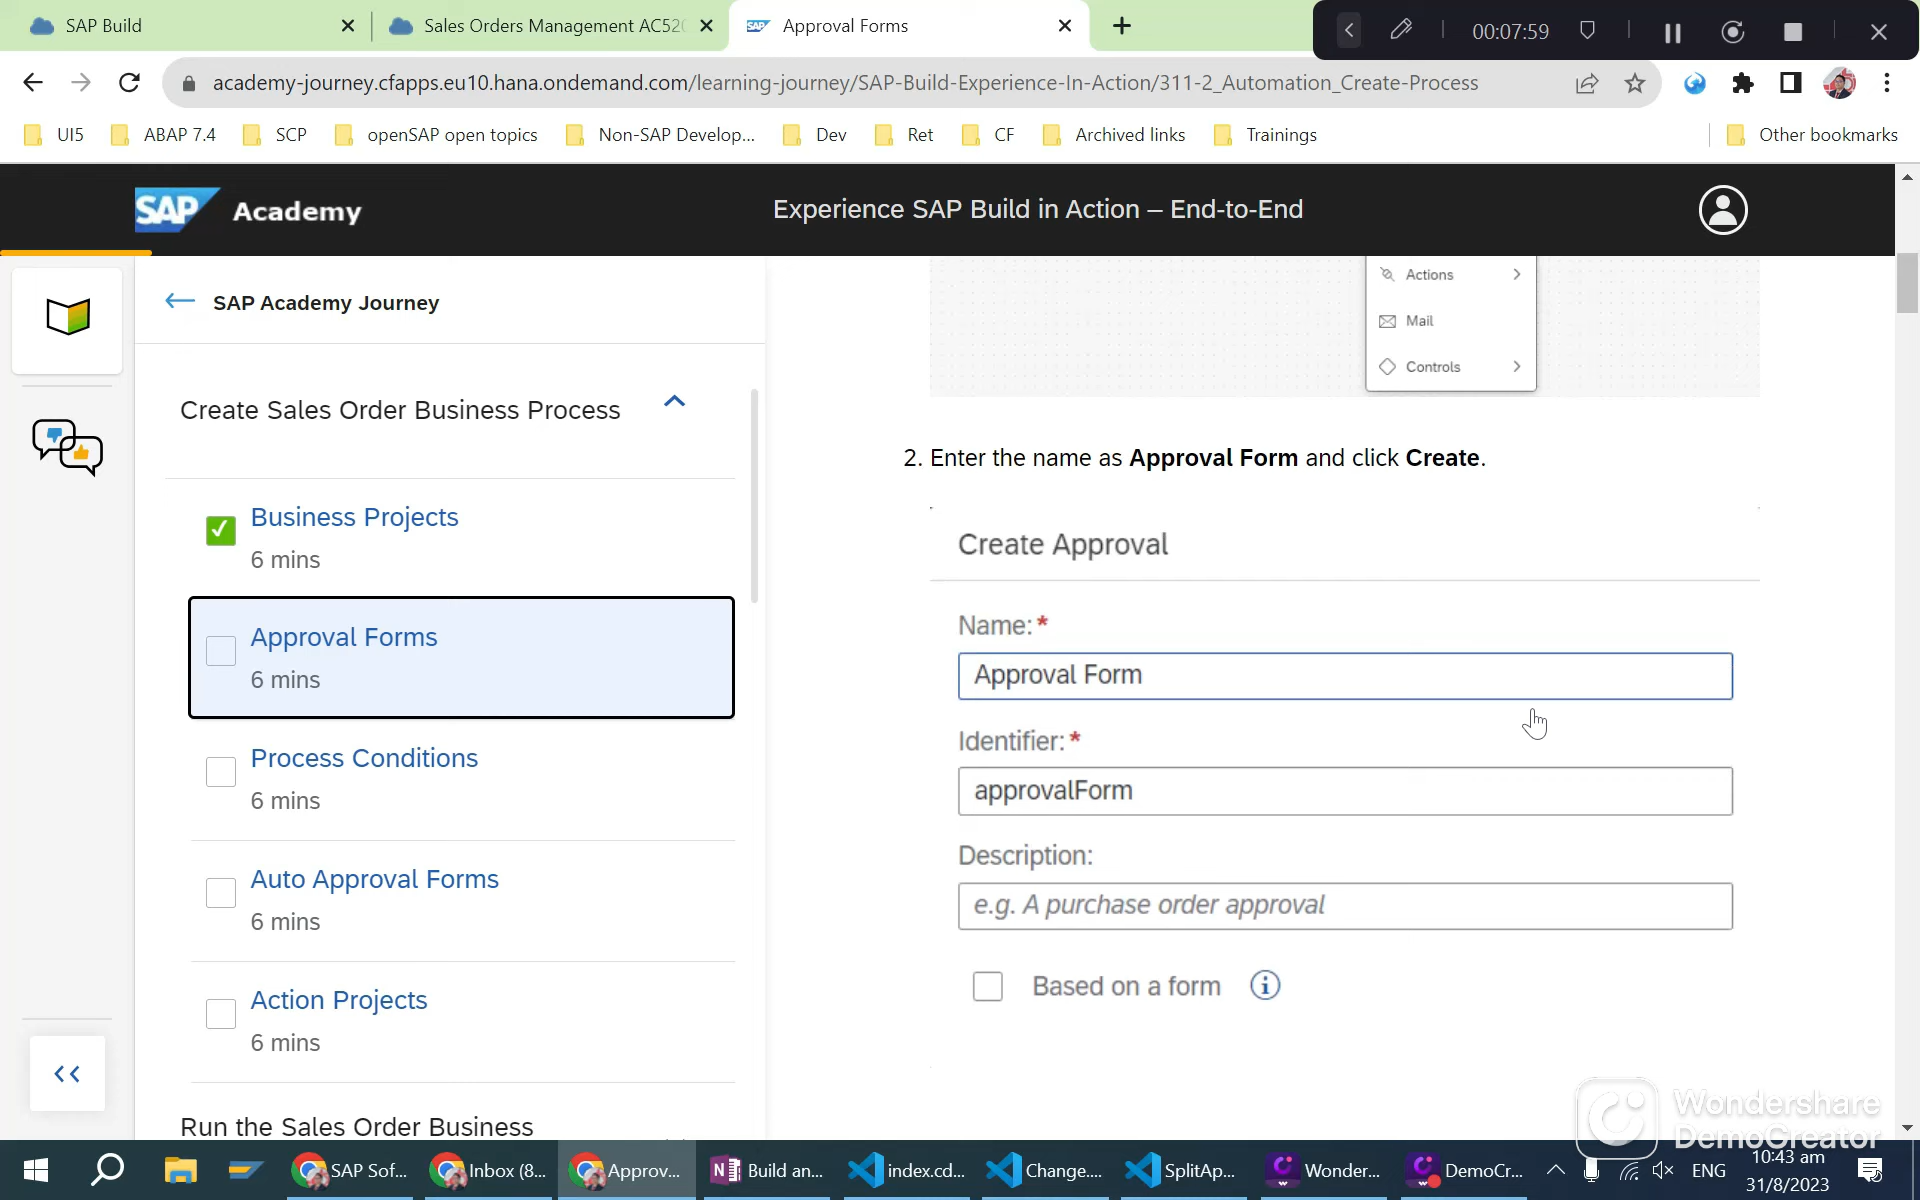 SAP Build
Sales Orders Management AC520
Approval Forms
00:07:59
academy-journey.cfapps.eu10.hana.ondemand.com/learning-journey/SAP-Build-Experience-In-Action/311-2_Automation_Create-Process
UI5
ABAP 7.4
SCP
openSAP open topics
Non-SAP Develop...
Dev
Ret
CF
Archived links
Trainings
Other bookmarks
SAP Academy
Experience SAP Build in Action – End-to-End
SAP Academy Journey
Create Sales Order Business Process
Business Projects
6 mins
Approval Forms
6 mins
Process Conditions
6 mins
Auto Approval Forms
6 mins
Action Projects
6 mins
Run the Sales Order Business
Actions
Mail
Controls
2. Enter the name as Approval Form and click Create.
Create Approval
Name: *
Approval Form
Identifier: *
approvalForm
Description:
e.g. A purchase order approval
Based on a form
Wondershare
DemoCreator
SAP Sof...
Inbox (8...
Approv...
Build an...
index.cd...
Change....
SplitAp...
Wonder...
DemoCr...
ENG
10:43 am
31/8/2023